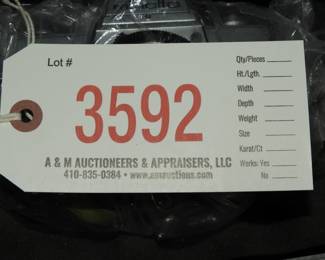 Lot #
3592
A & M AUCTIONEERS & APPRAISERS, LLC
410-835-0384 • www.amauctions.com
Qty/Pieces
Ht./Lgth.
Width
Depth
Weight
Size
Karat/Ct
Works: Yes
No